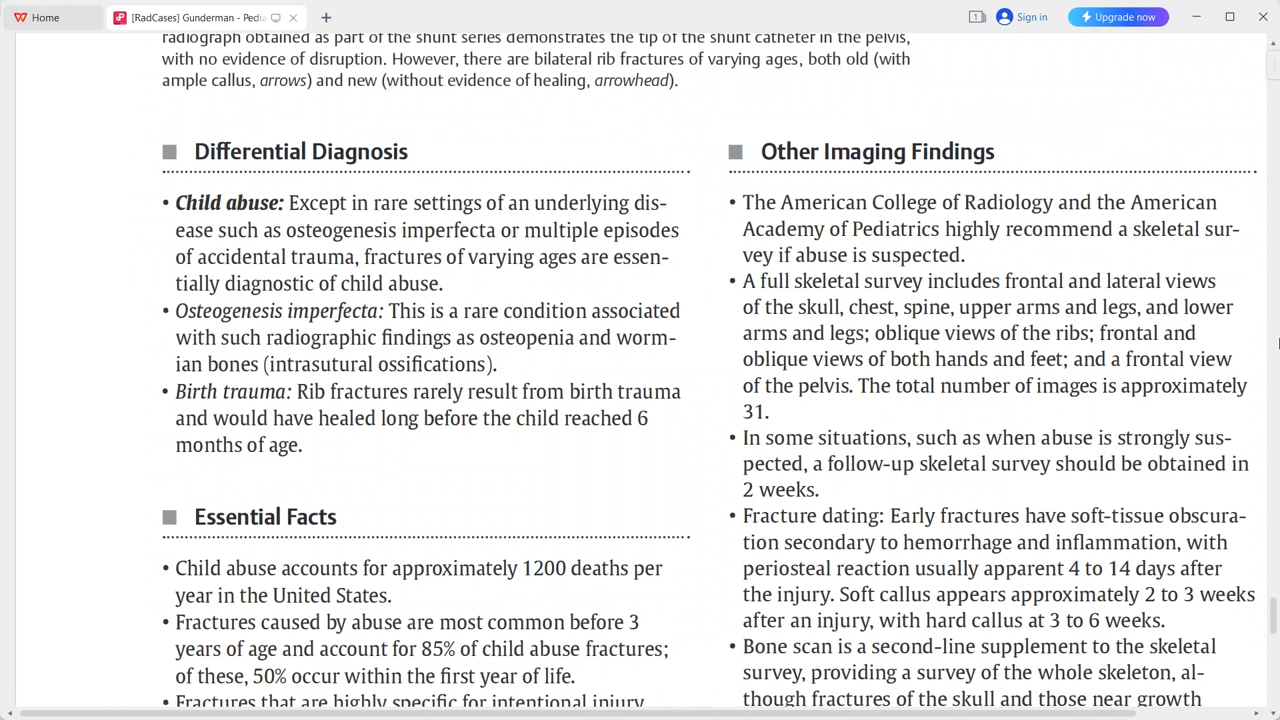 Home
[RadCases] Gunderman - Pedia
1
Sign in
Upgrade now
radiograph obtained as part of the shunt series demonstrates the tip of the shunt catheter in the pelvis,
with no evidence of disruption. However, there are bilateral rib fractures of varying ages, both old (with
ample callus, arrows) and new (without evidence of healing, arrowhead).
Differential Diagnosis
• Child abuse: Except in rare settings of an underlying dis-
ease such as osteogenesis imperfecta or multiple episodes
of accidental trauma, fractures of varying ages are essen-
tially diagnostic of child abuse.
• Osteogenesis imperfecta: This is a rare condition associated
with such radiographic findings as osteopenia and worm-
ian bones (intrasutural ossifications).
• Birth trauma: Rib fractures rarely result from birth trauma
and would have healed long before the child reached 6
months of age.
Essential Facts
• Child abuse accounts for approximately 1200 deaths per
year in the United States.
• Fractures caused by abuse are most common before 3
years of age and account for 85% of child abuse fractures;
of these, 50% occur within the first year of life.
• Fractures that are highly specific for intentional injury
Other Imaging Findings
• The American College of Radiology and the American
Academy of Pediatrics highly recommend a skeletal sur-
vey if abuse is suspected.
• A full skeletal survey includes frontal and lateral views
of the skull, chest, spine, upper arms and legs, and lower
arms and legs; oblique views of the ribs; frontal and
oblique views of both hands and feet; and a frontal view
of the pelvis. The total number of images is approximately
31.
• In some situations, such as when abuse is strongly sus-
pected, a follow-up skeletal survey should be obtained in
2 weeks.
• Fracture dating: Early fractures have soft-tissue obscura-
tion secondary to hemorrhage and inflammation, with
periosteal reaction usually apparent 4 to 14 days after
the injury. Soft callus appears approximately 2 to 3 weeks
after an injury, with hard callus at 3 to 6 weeks.
• Bone scan is a second-line supplement to the skeletal
survey, providing a survey of the whole skeleton, al-
though fractures of the skull and those near growth